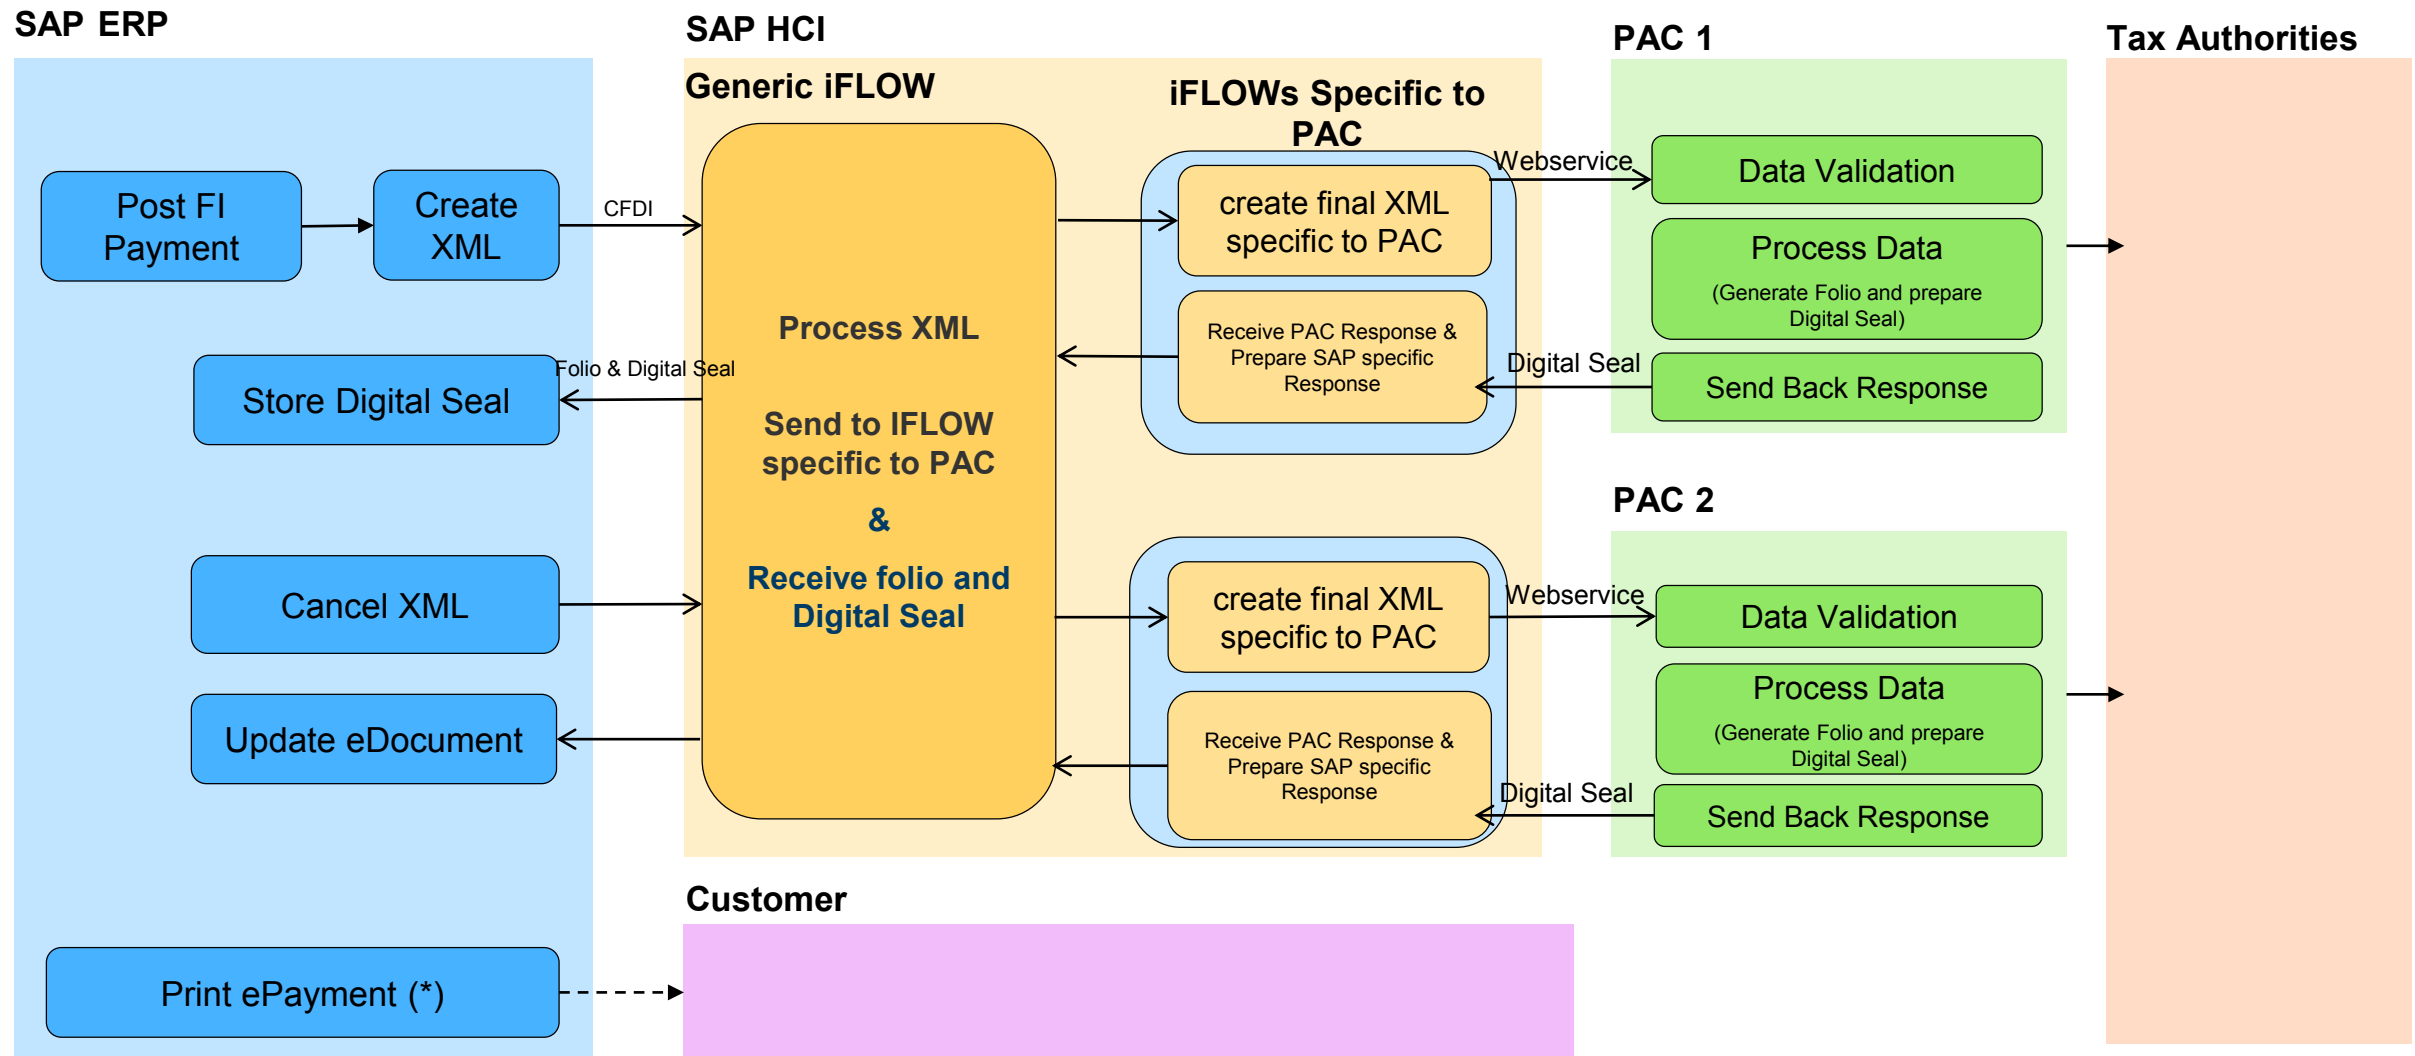 SAP ERP
Post FI
Payment
Create
XML
CFDI
Store Digital Seal
Folio & Digital Seal
Cancel XML
Update eDocument
Print ePayment (*)
SAP HCI
Generic iFLOW
Process XML
Send to IFLOW
specific to PAC
&
Receive folio and
Digital Seal
iFLOWs Specific to
PAC
create final XML
specific to PAC
Receive PAC Response &
Prepare SAP specific
Response
create final XML
specific to PAC
Receive PAC Response &
Prepare SAP specific
Response
Customer
Webservice
Digital Seal
Webservice
Digital Seal
PAC 1
Data Validation
Process Data
(Generate Folio and prepare
Digital Seal)
Send Back Response
PAC 2
Data Validation
Process Data
(Generate Folio and prepare
Digital Seal)
Send Back Response
Tax Authorities